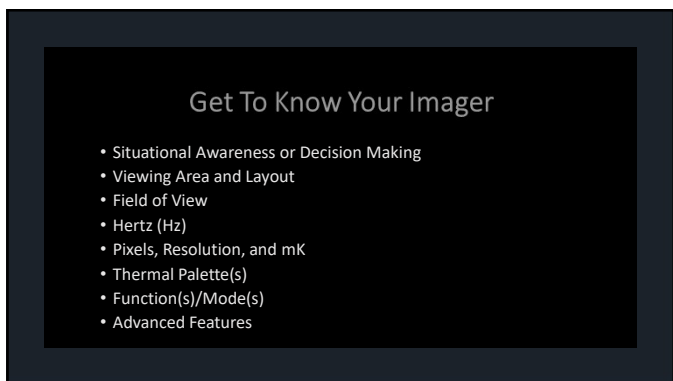 Get To Know Your Imager
• Situational Awareness or Decision Making
• Viewing Area and Layout
• Field of View
• Hertz (Hz)
• Pixels, Resolution, and mK
• Thermal Palette(s)
• Function(s)/Mode(s)
• Advanced Features